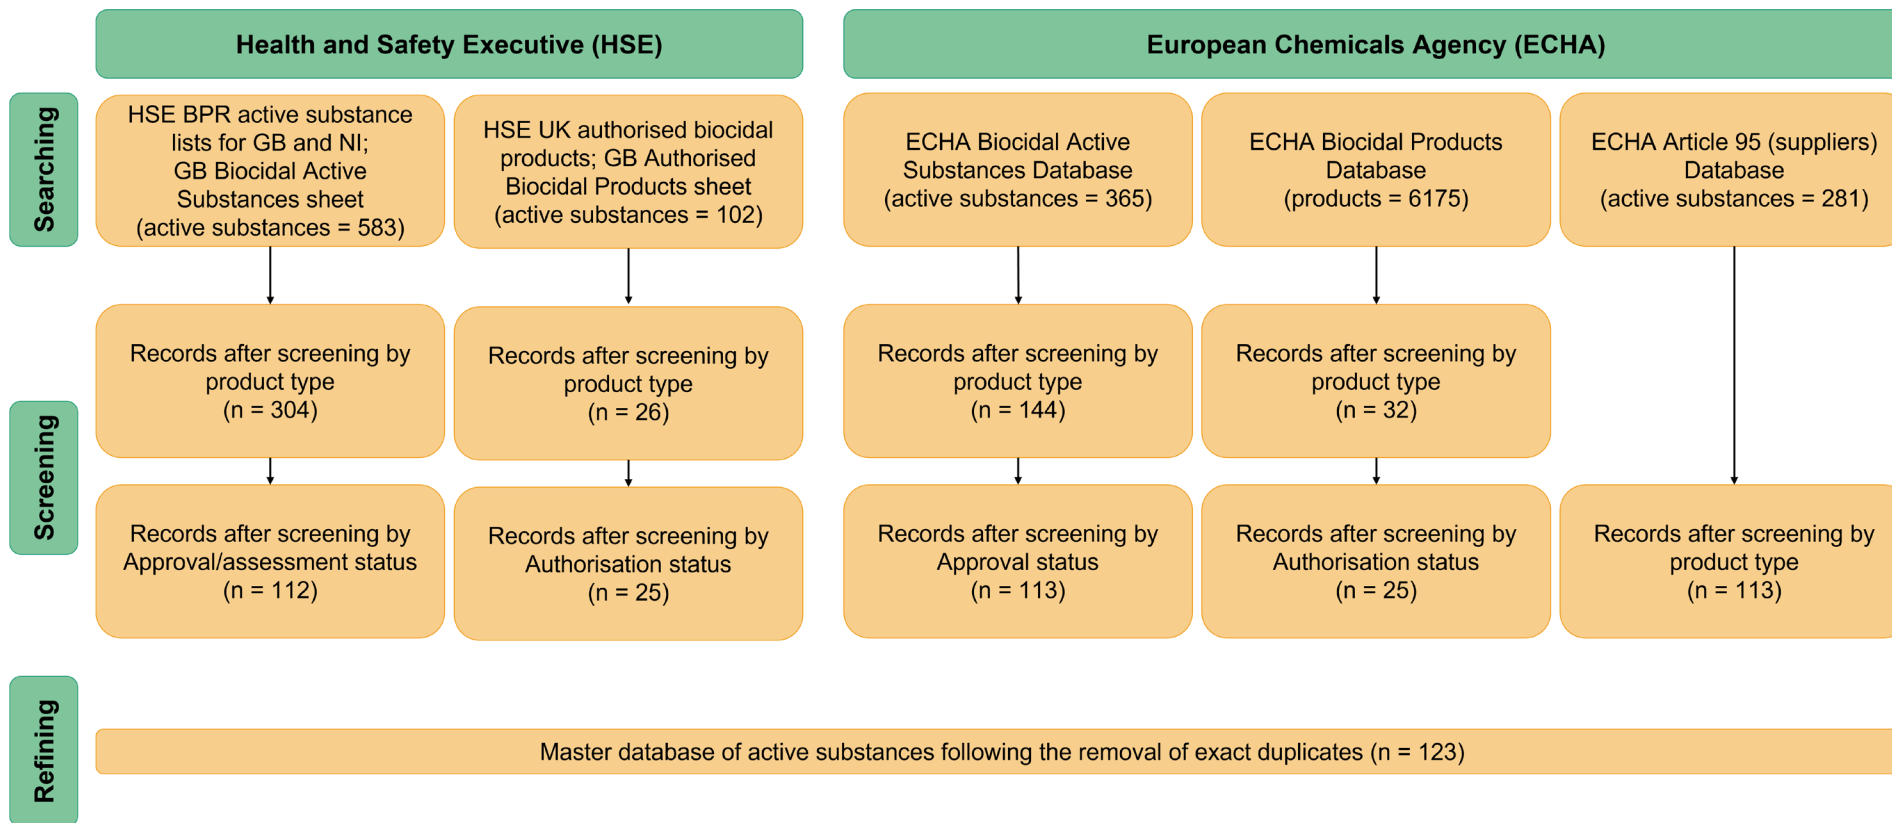 Health and Safety Executive (HSE)
European Chemicals Agency (ECHA)
Searching
HSE BPR active substance
lists for GB and NI;
GB Biocidal Active
Substances sheet
(active substances = 583)
HSE UK authorised biocidal
products; GB Authorised
Biocidal Products sheet
(active substances = 102)
ECHA Biocidal Active
Substances Database
(active substances = 365)
ECHA Biocidal Products
Database
(products = 6175)
ECHA Article 95 (suppliers)
Database
(active substances = 281)
Screening
Records after screening by
product type
(n = 304)
Records after screening by
product type
(n = 26)
Records after screening by
product type
(n = 144)
Records after screening by
product type
(n = 32)
Records after screening by
Approval/assessment status
(n = 112)
Records after screening by
Authorisation status
(n = 25)
Records after screening by
Approval status
(n = 113)
Records after screening by
Authorisation status
(n = 25)
Records after screening by
product type
(n = 113)
Refining
Master database of active substances following the removal of exact duplicates (n = 123)